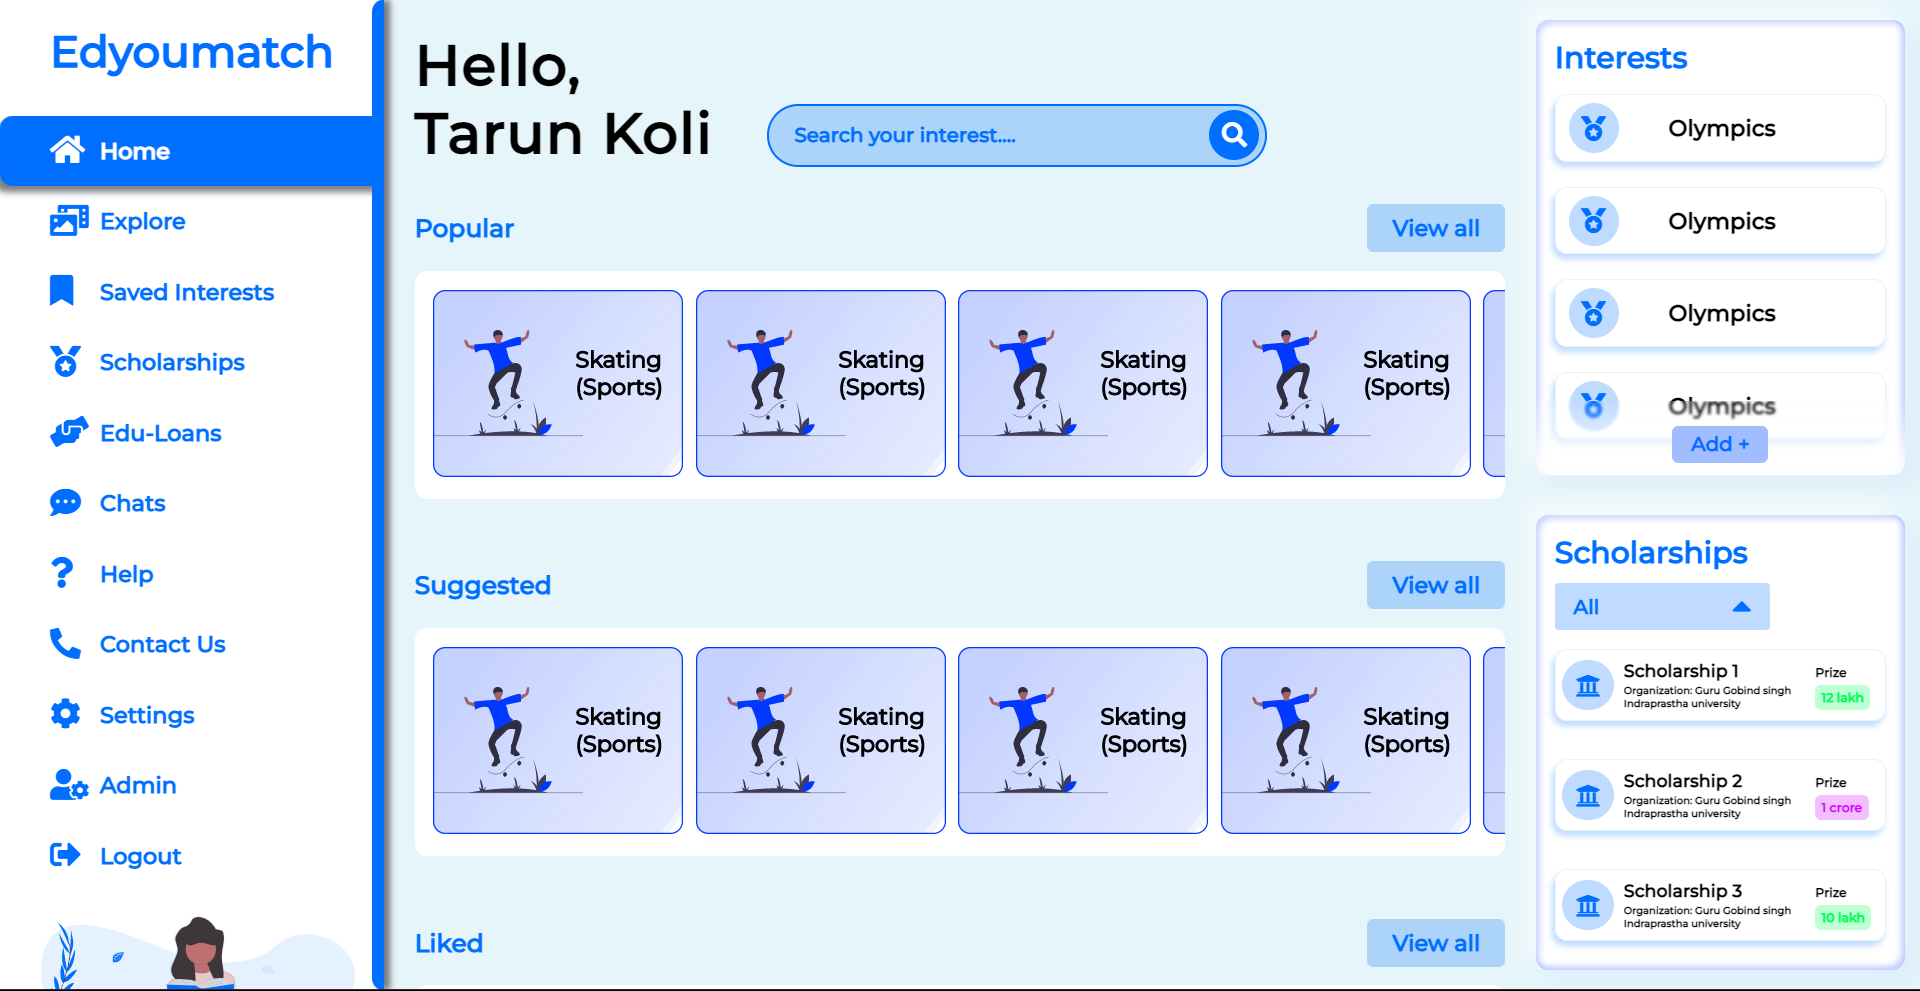 Edyoumatch
Home
Explore
Saved Interests
Scholarships
Edu-Loans
Chats
Help
Contact Us
Settings
Admin
Logout
Hello,
Tarun Koli
Search your interest....
Popular
View all
Skating
(Sports)
Skating
(Sports)
Skating
(Sports)
Skating
(Sports)
Suggested
View all
Skating
(Sports)
Skating
(Sports)
Skating
(Sports)
Skating
(Sports)
Liked
View all
Interests
Olympics
Olympics
Olympics
Olympics
Add +
Scholarships
All
Scholarship 1
Organization: Guru Gobind singh
Indraprastha university
Prize
12 lakh
Scholarship 2
Organization: Guru Gobind singh
Indraprastha university
Prize
1 crore
Scholarship 3
Organization: Guru Gobind singh
Indraprastha university
Prize
10 lakh